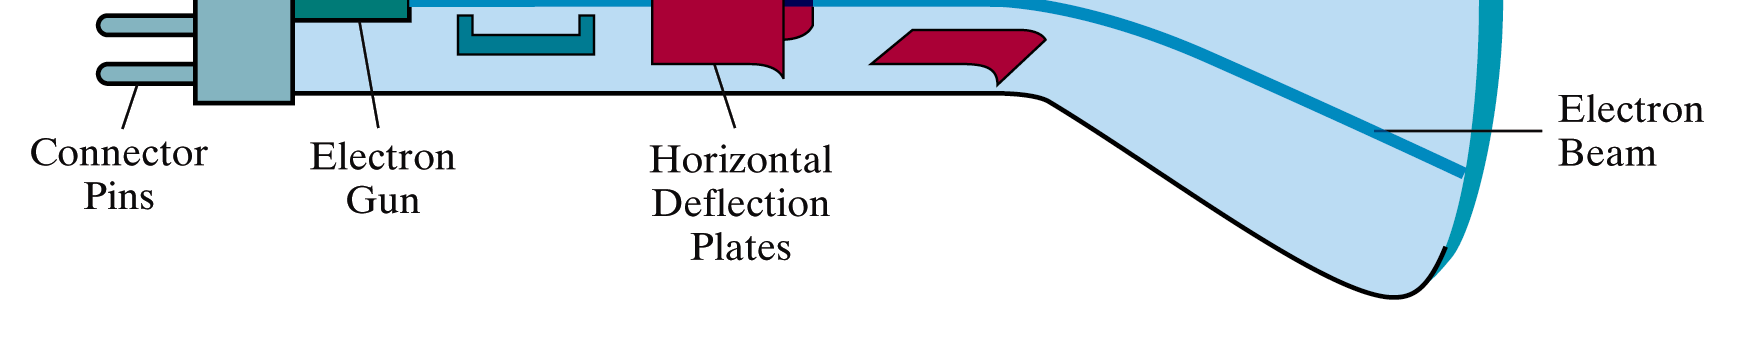 Connector
Pins
Electron
Gun
Horizontal
Deflection
Plates
Electron
Beam